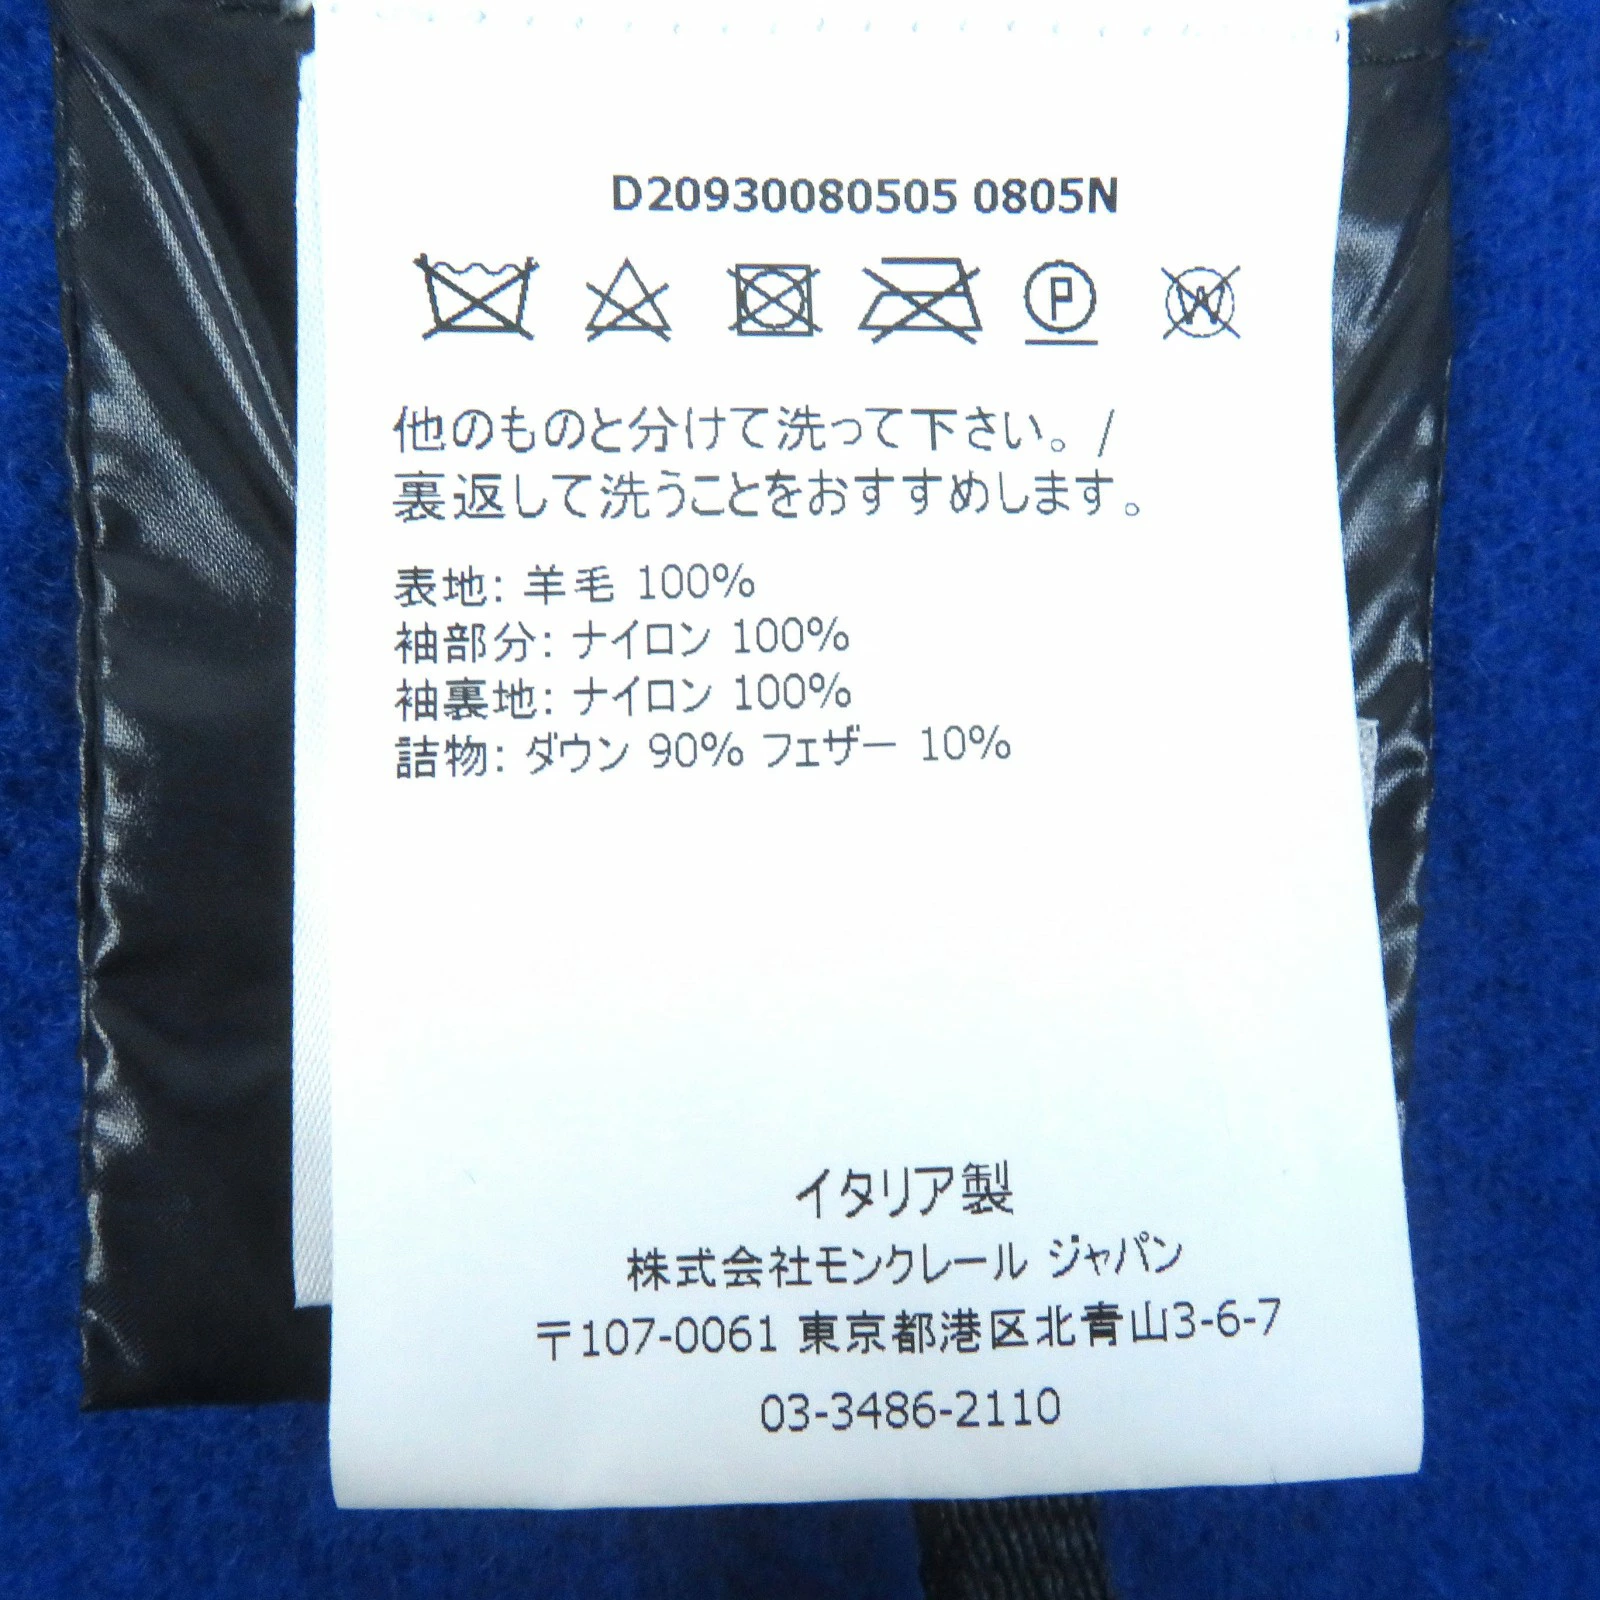 D20930080505 0805N
P W
他のものと分けて洗って下さい。/
裏返して洗うことをおすすめします。
表地: 羊毛 100%
袖部分: ナイロン 100%
袖裏地: ナイロン 100%
詰物: ダウン 90% フェザー 10%
イタリア製
株式会社モンクレール ジャパン
〒107-0061 東京都港区北青山3-6-7
03-3486-2110